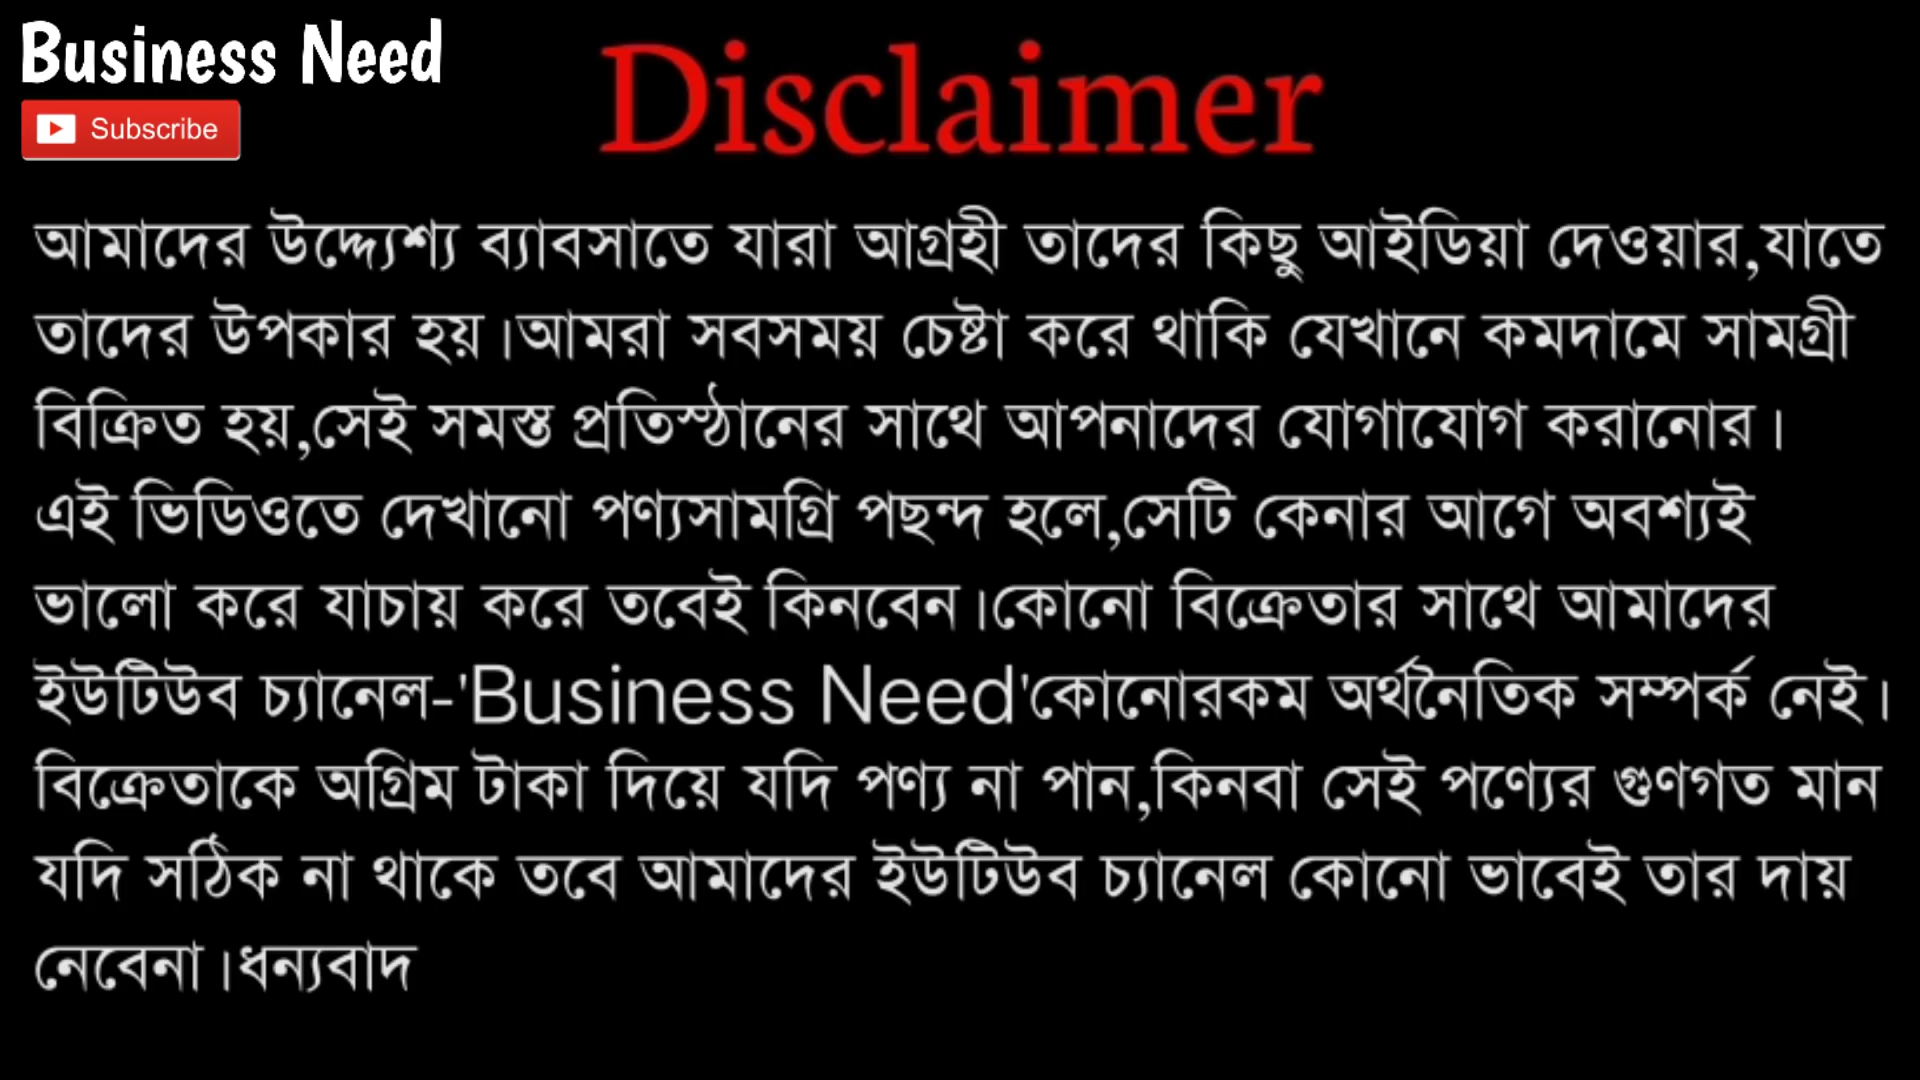 Business Need
Subscribe
Disclaimer
আমাদের উদ্দ্যেশ্য ব্যাবসাতে যারা আগ্রহী তাদের কিছু আইডিয়া দেওয়ার,যাতে
তাদের উপকার হয়।আমরা সবসময় চেষ্টা করে থাকি যেখানে কমদামে সামগ্রী
বিক্রিত হয়,সেই সমস্ত প্রতিস্ঠানের সাথে আপনাদের যোগাযোগ করানোর।
এই ভিডিওতে দেখানো পণ্যসামগ্রি পছন্দ হলে,সেটি কেনার আগে অবশ্যই
ভালো করে যাচায় করে তবেই কিনবেন।কোনো বিক্রেতার সাথে আমাদের
ইউটিউব চ্যানেল-'Business Need'কোনোরকম অর্থনৈতিক সম্পর্ক নেই।
বিক্রেতাকে অগ্রিম টাকা দিয়ে যদি পণ্য না পান,কিনবা সেই পণ্যের গুণগত মান
যদি সঠিক না থাকে তবে আমাদের ইউটিউব চ্যানেল কোনো ভাবেই তার দায়
নেবেনা।ধন্যবাদ